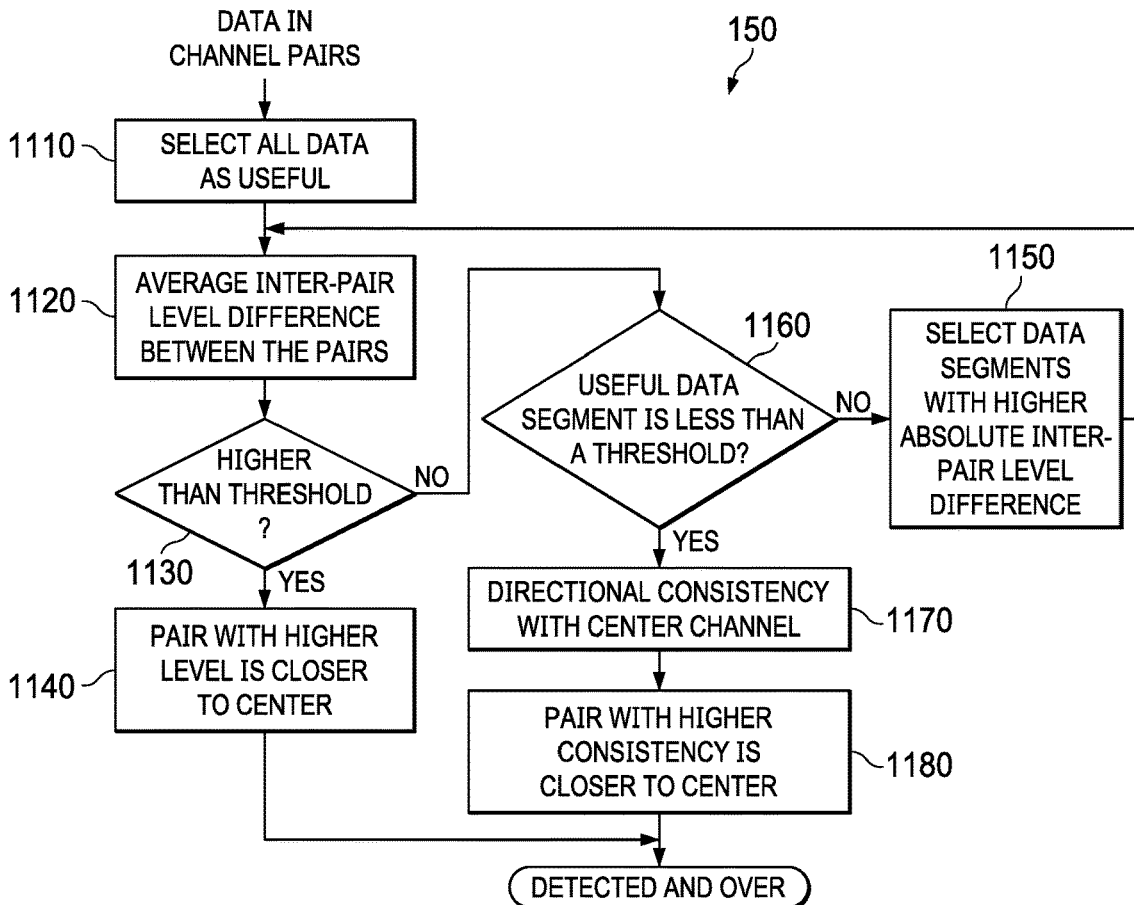 DATA IN
CHANNEL PAIRS
150
1110
SELECT ALL DATA
AS USEFUL
1120
AVERAGE INTER-PAIR
LEVEL DIFFERENCE
BETWEEN THE PAIRS
HIGHER
THAN THRESHOLD
?
1130
NO
YES
1140
PAIR WITH HIGHER
LEVEL IS CLOSER
TO CENTER
1160
USEFUL DATA
SEGMENT IS LESS THAN
A THRESHOLD?
NO
YES
1150
SELECT DATA
SEGMENTS
WITH HIGHER
ABSOLUTE INTER-
PAIR LEVEL
DIFFERENCE
DIRECTIONAL CONSISTENCY
WITH CENTER CHANNEL
1170
PAIR WITH HIGHER
CONSISTENCY IS
CLOSER TO CENTER
1180
DETECTED AND OVER